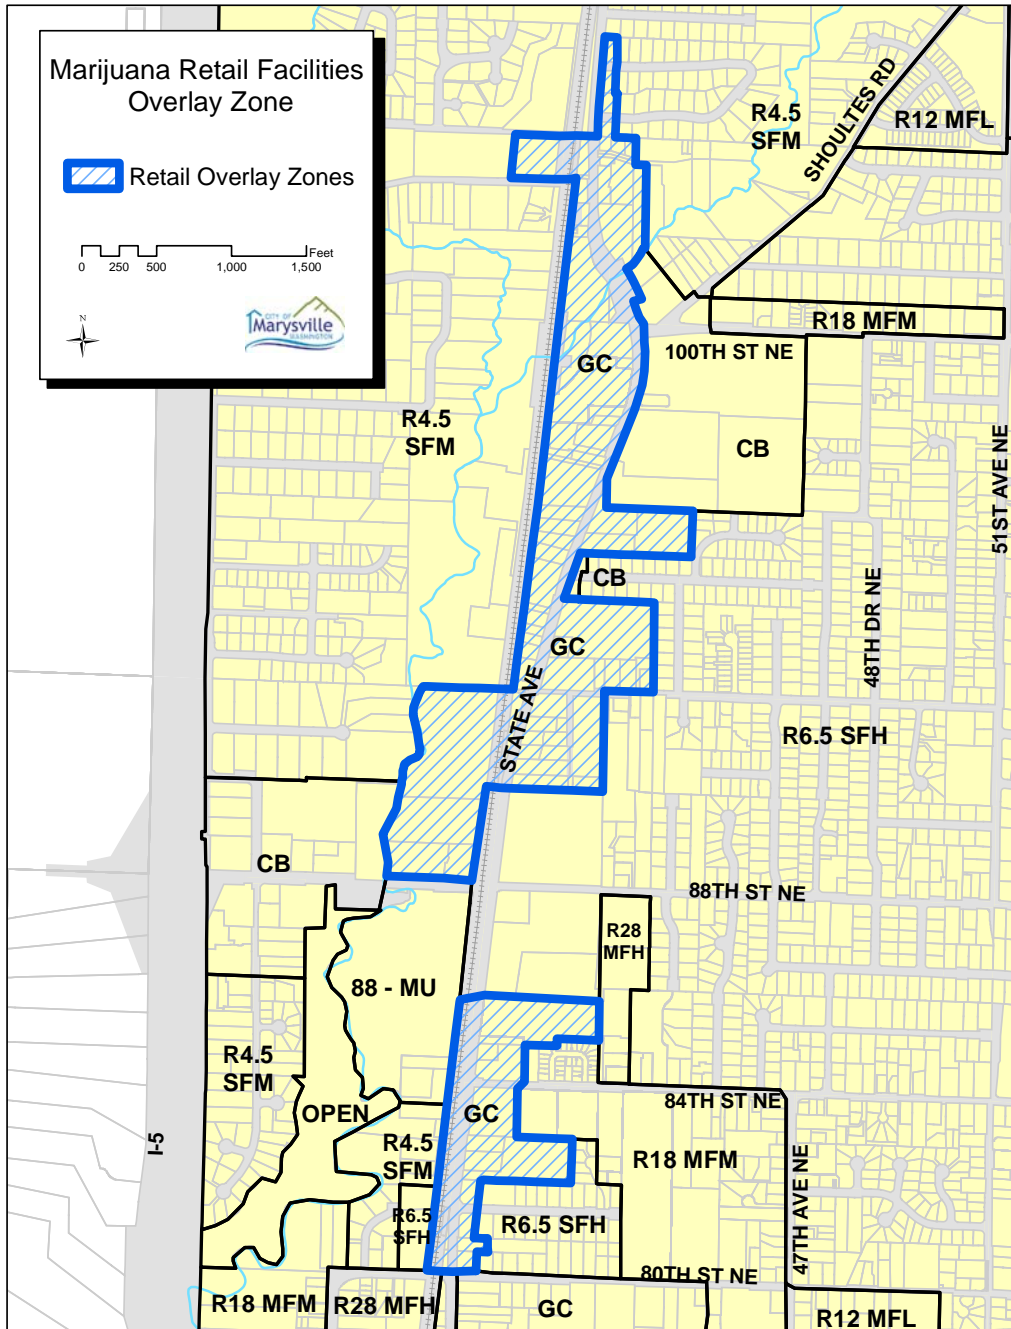 Marijuana Retail Facilities
Overlay Zone
Retail Overlay Zones
Feet
0 250 500 1,000 1,500
N
CITY OF
Marysville
WASHINGTON
R4.5
SFM
SHOULTES RD
R12 MFL
R18 MFM
100TH ST NE
GC
R4.5
SFM
CB
51ST AVE NE
CB
48TH DR NE
GC
STATE AVE
R6.5 SFH
CB
88TH ST NE
R28
MFH
88 - MU
R4.5
SFM
OPEN
GC
84TH ST NE
I-5
R4.5
SFM
R18 MFM
47TH AVE NE
R6.5
SFH
R6.5 SFH
80TH ST NE
R18 MFM
R28 MFH
GC
R12 MFL